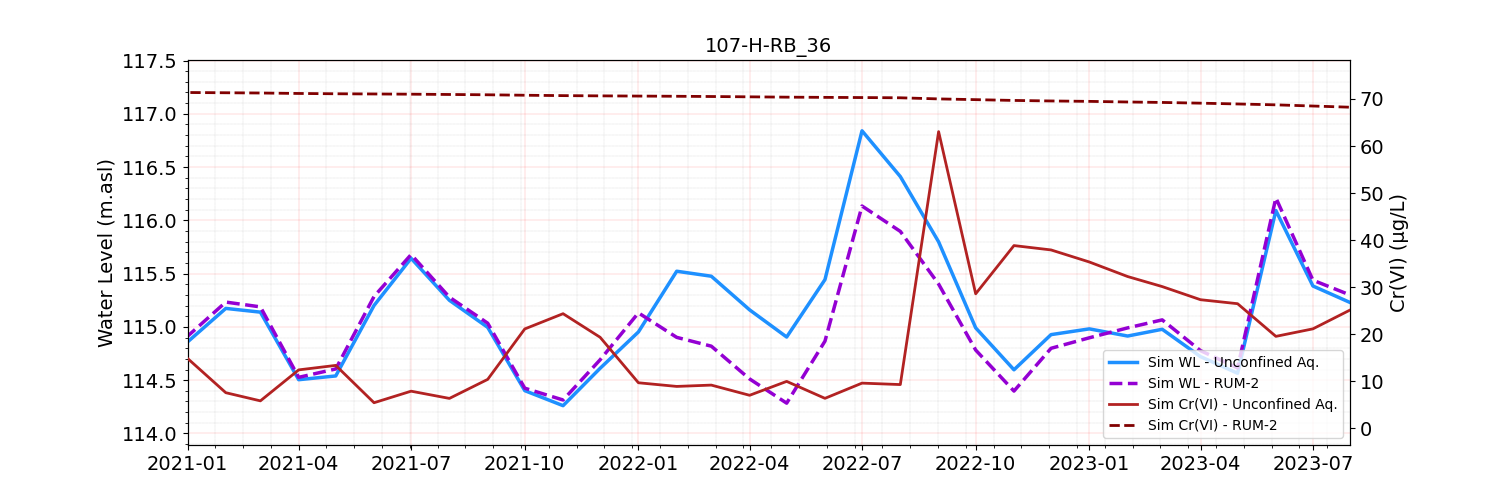 107-H-RB_36
117.5
117.0
116.5
116.0
115.5
115.0
114.5
114.0
Water Level (m.asl)
70
60
50
40
30
20
10
0
Cr(VI) (µg/L)
Sim WL - Unconfined Aq.
Sim WL - RUM-2
Sim Cr(VI) - Unconfined Aq.
Sim Cr(VI) - RUM-2
2021-01 2021-04 2021-07 2021-10 2022-01 2022-04 2022-07 2022-10 2023-01 2023-04 2023-07